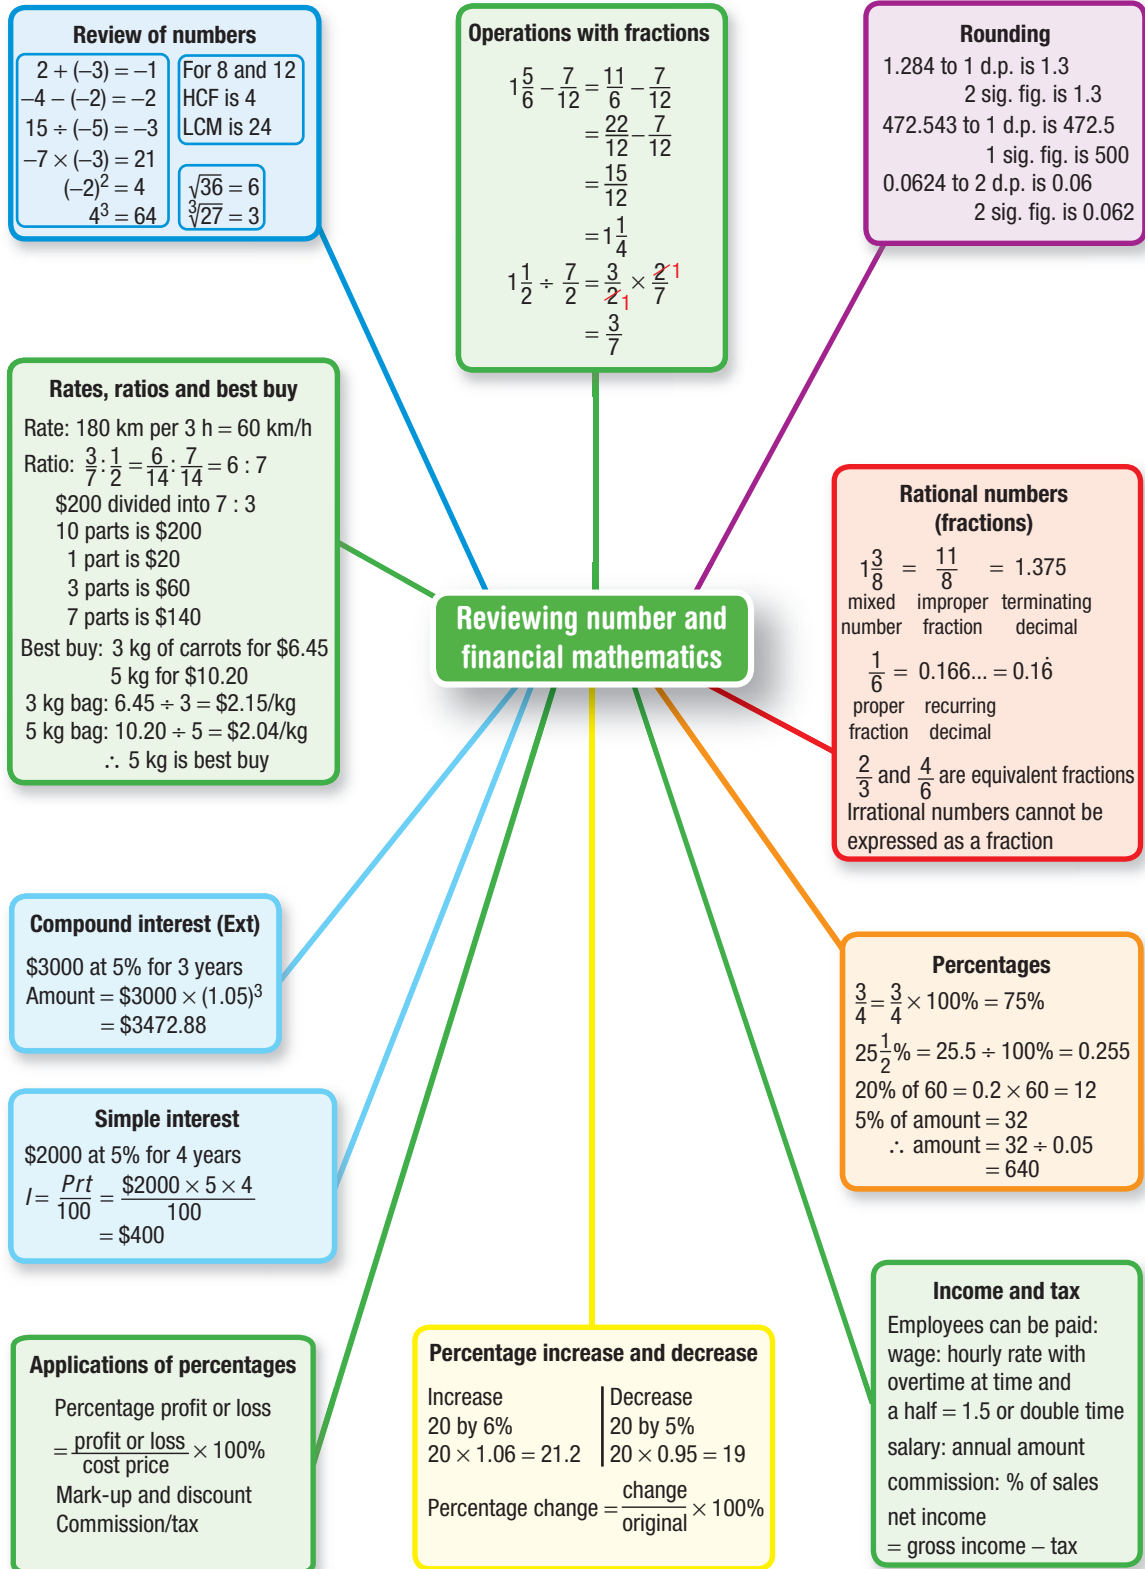 Review of numbers
2 + (−3) = −1
−4 − (−2) = −2
15 ÷ (−5) = −3
−7 × (−3) = 21
(−2)² = 4
4³ = 64
For 8 and 12
HCF is 4
LCM is 24
√36 = 6
∛27 = 3
Operations with fractions
1 5/6 − 7/12 = 11/6 − 7/12
= 22/12 − 7/12
= 15/12
= 1 1/4
1 1/2 ÷ 7/2 = 3/2 1 × 2/7 1
= 3/7
Rounding
1.284 to 1 d.p. is 1.3
2 sig. fig. is 1.3
472.543 to 1 d.p. is 472.5
1 sig. fig. is 500
0.0624 to 2 d.p. is 0.06
2 sig. fig. is 0.062
Rates, ratios and best buy
Rate: 180 km per 3 h = 60 km/h
Ratio: 3/7 : 1/2 = 6/14 : 7/14 = 6 : 7
$200 divided into 7 : 3
10 parts is $200
1 part is $20
3 parts is $60
7 parts is $140
Best buy: 3 kg of carrots for $6.45
5 kg for $10.20
3 kg bag: 6.45 ÷ 3 = $2.15/kg
5 kg bag: 10.20 ÷ 5 = $2.04/kg
∴ 5 kg is best buy
Reviewing number and
financial mathematics
Rational numbers
(fractions)
1 3/8 = 11/8 = 1.375
mixed improper terminating
number fraction decimal
1/6 = 0.166... = 0.16̇
proper recurring
fraction decimal
2/3 and 4/6 are equivalent fractions
Irrational numbers cannot be
expressed as a fraction
Compound interest (Ext)
$3000 at 5% for 3 years
Amount = $3000 × (1.05)³
= $3472.88
Percentages
3/4 = 3/4 × 100% = 75%
25 1/2% = 25.5 ÷ 100% = 0.255
20% of 60 = 0.2 × 60 = 12
5% of amount = 32
∴ amount = 32 ÷ 0.05
= 640
Simple interest
$2000 at 5% for 4 years
I = Prt/100 = $2000 × 5 × 4/100
= $400
Applications of percentages
Percentage profit or loss
= profit or loss/cost price × 100%
Mark-up and discount
Commission/tax
Percentage increase and decrease
Increase
20 by 6%
20 × 1.06 = 21.2
Decrease
20 by 5%
20 × 0.95 = 19
Percentage change = change/original × 100%
Income and tax
Employees can be paid:
wage: hourly rate with
overtime at time and
a half = 1.5 or double time
salary: annual amount
commission: % of sales
net income
= gross income − tax